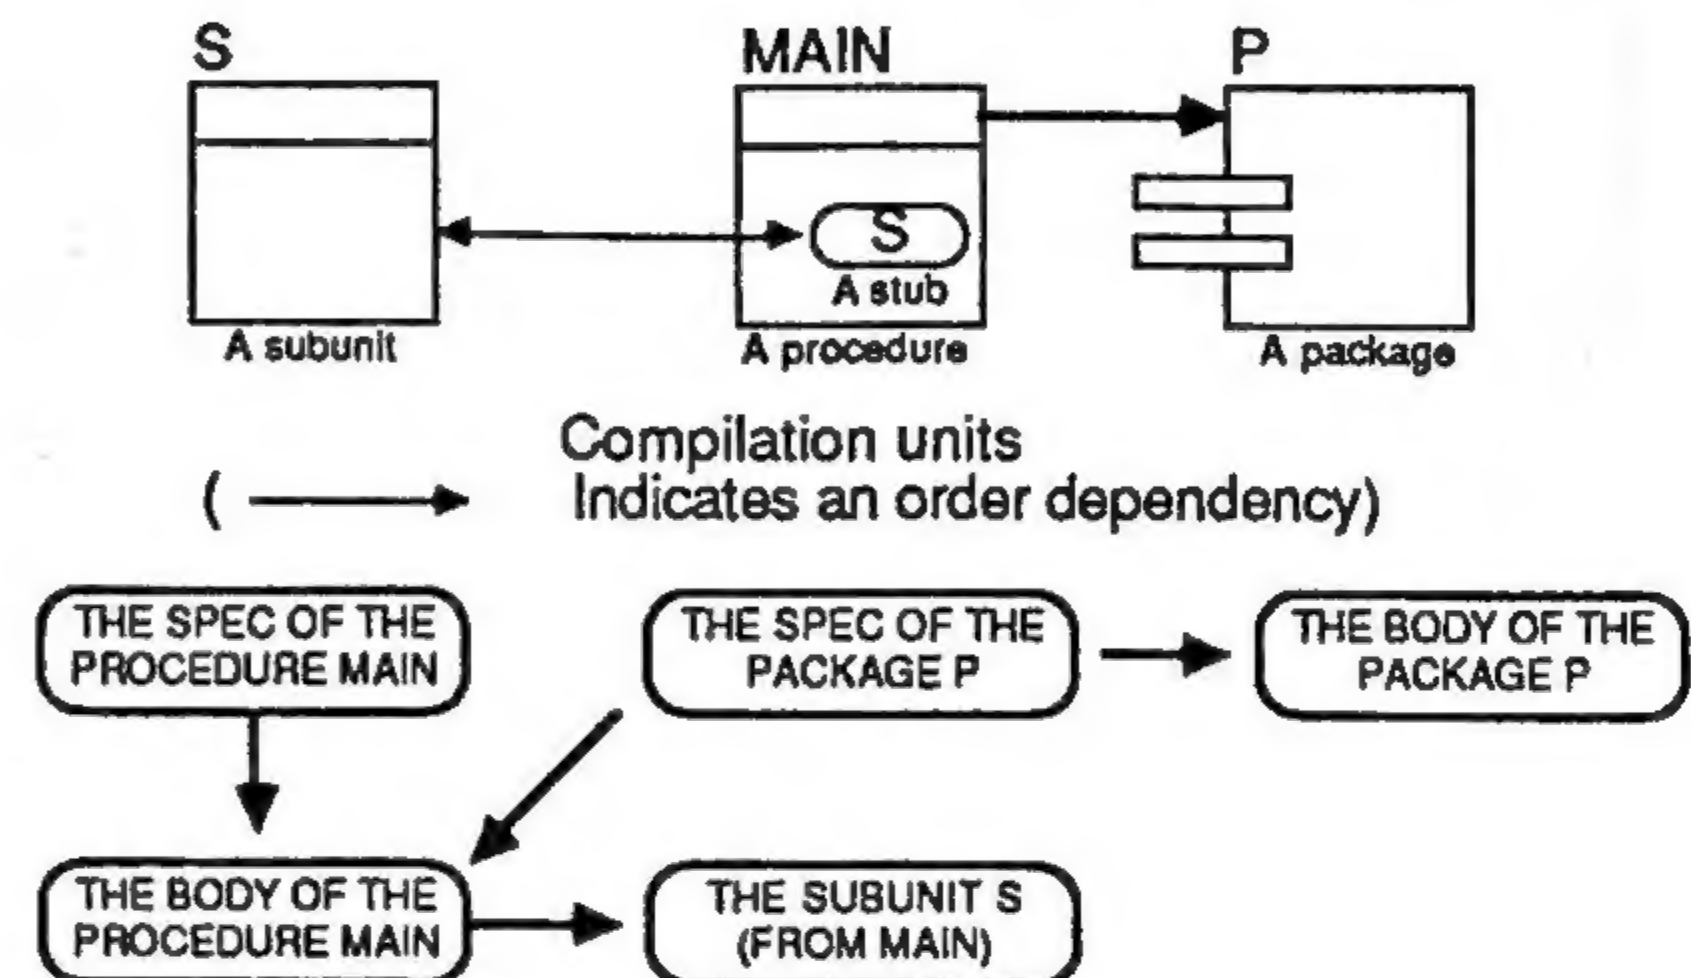 S
MAIN
P
S
A stub
A subunit
A procedure
A package
Compilation units
( Indicates an order dependency)
THE SPEC OF THE
PROCEDURE MAIN
THE SPEC OF THE
PACKAGE P
THE BODY OF THE
PACKAGE P
THE BODY OF THE
PROCEDURE MAIN
THE SUBUNIT S
(FROM MAIN)